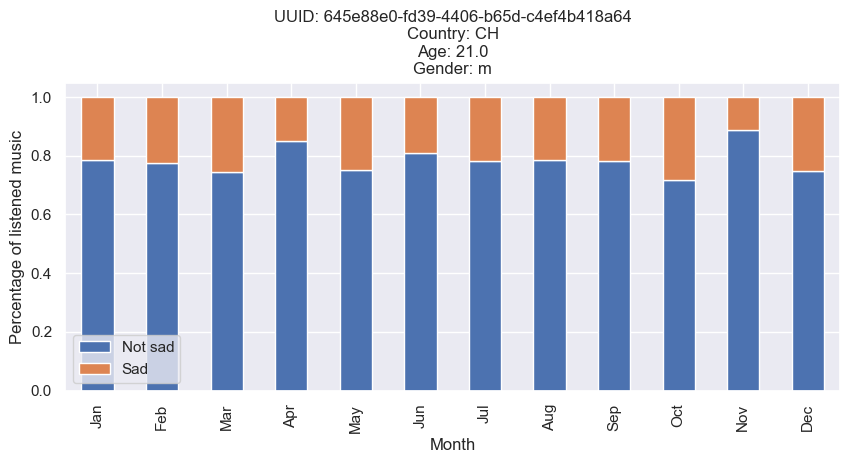 UUID: 645e88e0-fd39-4406-b65d-c4ef4b418a64
Country: CH
Age: 21.0
Gender: m
Percentage of listened music
1.0
0.8
0.6
0.4
0.2
0.0
Not sad
Sad
Jan
Feb
Mar
Apr
May
Jun
Jul
Aug
Sep
Oct
Nov
Dec
Month